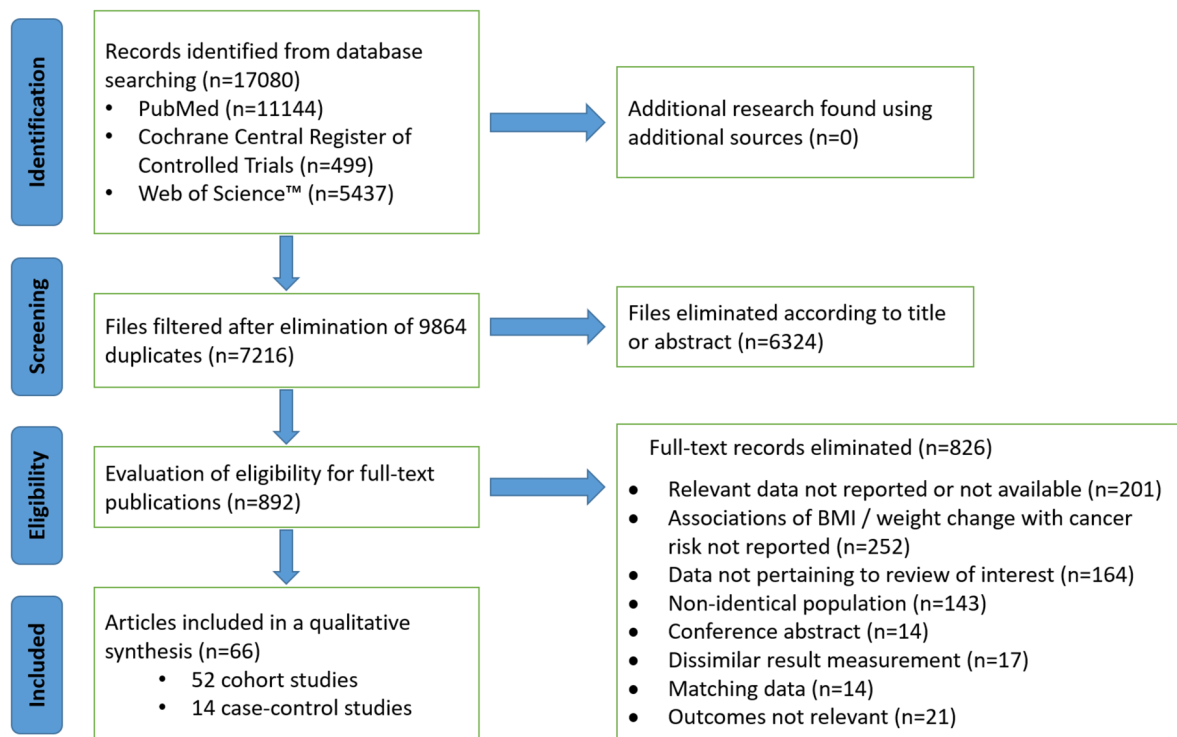 Identification
Records identified from database
searching (n=17080)
• PubMed (n=11144)
• Cochrane Central Register of
Controlled Trials (n=499)
• Web of Science™ (n=5437)
Additional research found using
additional sources (n=0)
Screening
Files filtered after elimination of 9864
duplicates (n=7216)
Files eliminated according to title
or abstract (n=6324)
Eligibility
Evaluation of eligibility for full-text
publications (n=892)
Full-text records eliminated (n=826)
• Relevant data not reported or not available (n=201)
• Associations of BMI / weight change with cancer
risk not reported (n=252)
• Data not pertaining to review of interest (n=164)
• Non-identical population (n=143)
• Conference abstract (n=14)
• Dissimilar result measurement (n=17)
• Matching data (n=14)
• Outcomes not relevant (n=21)
Included
Articles included in a qualitative
synthesis (n=66)
• 52 cohort studies
• 14 case-control studies